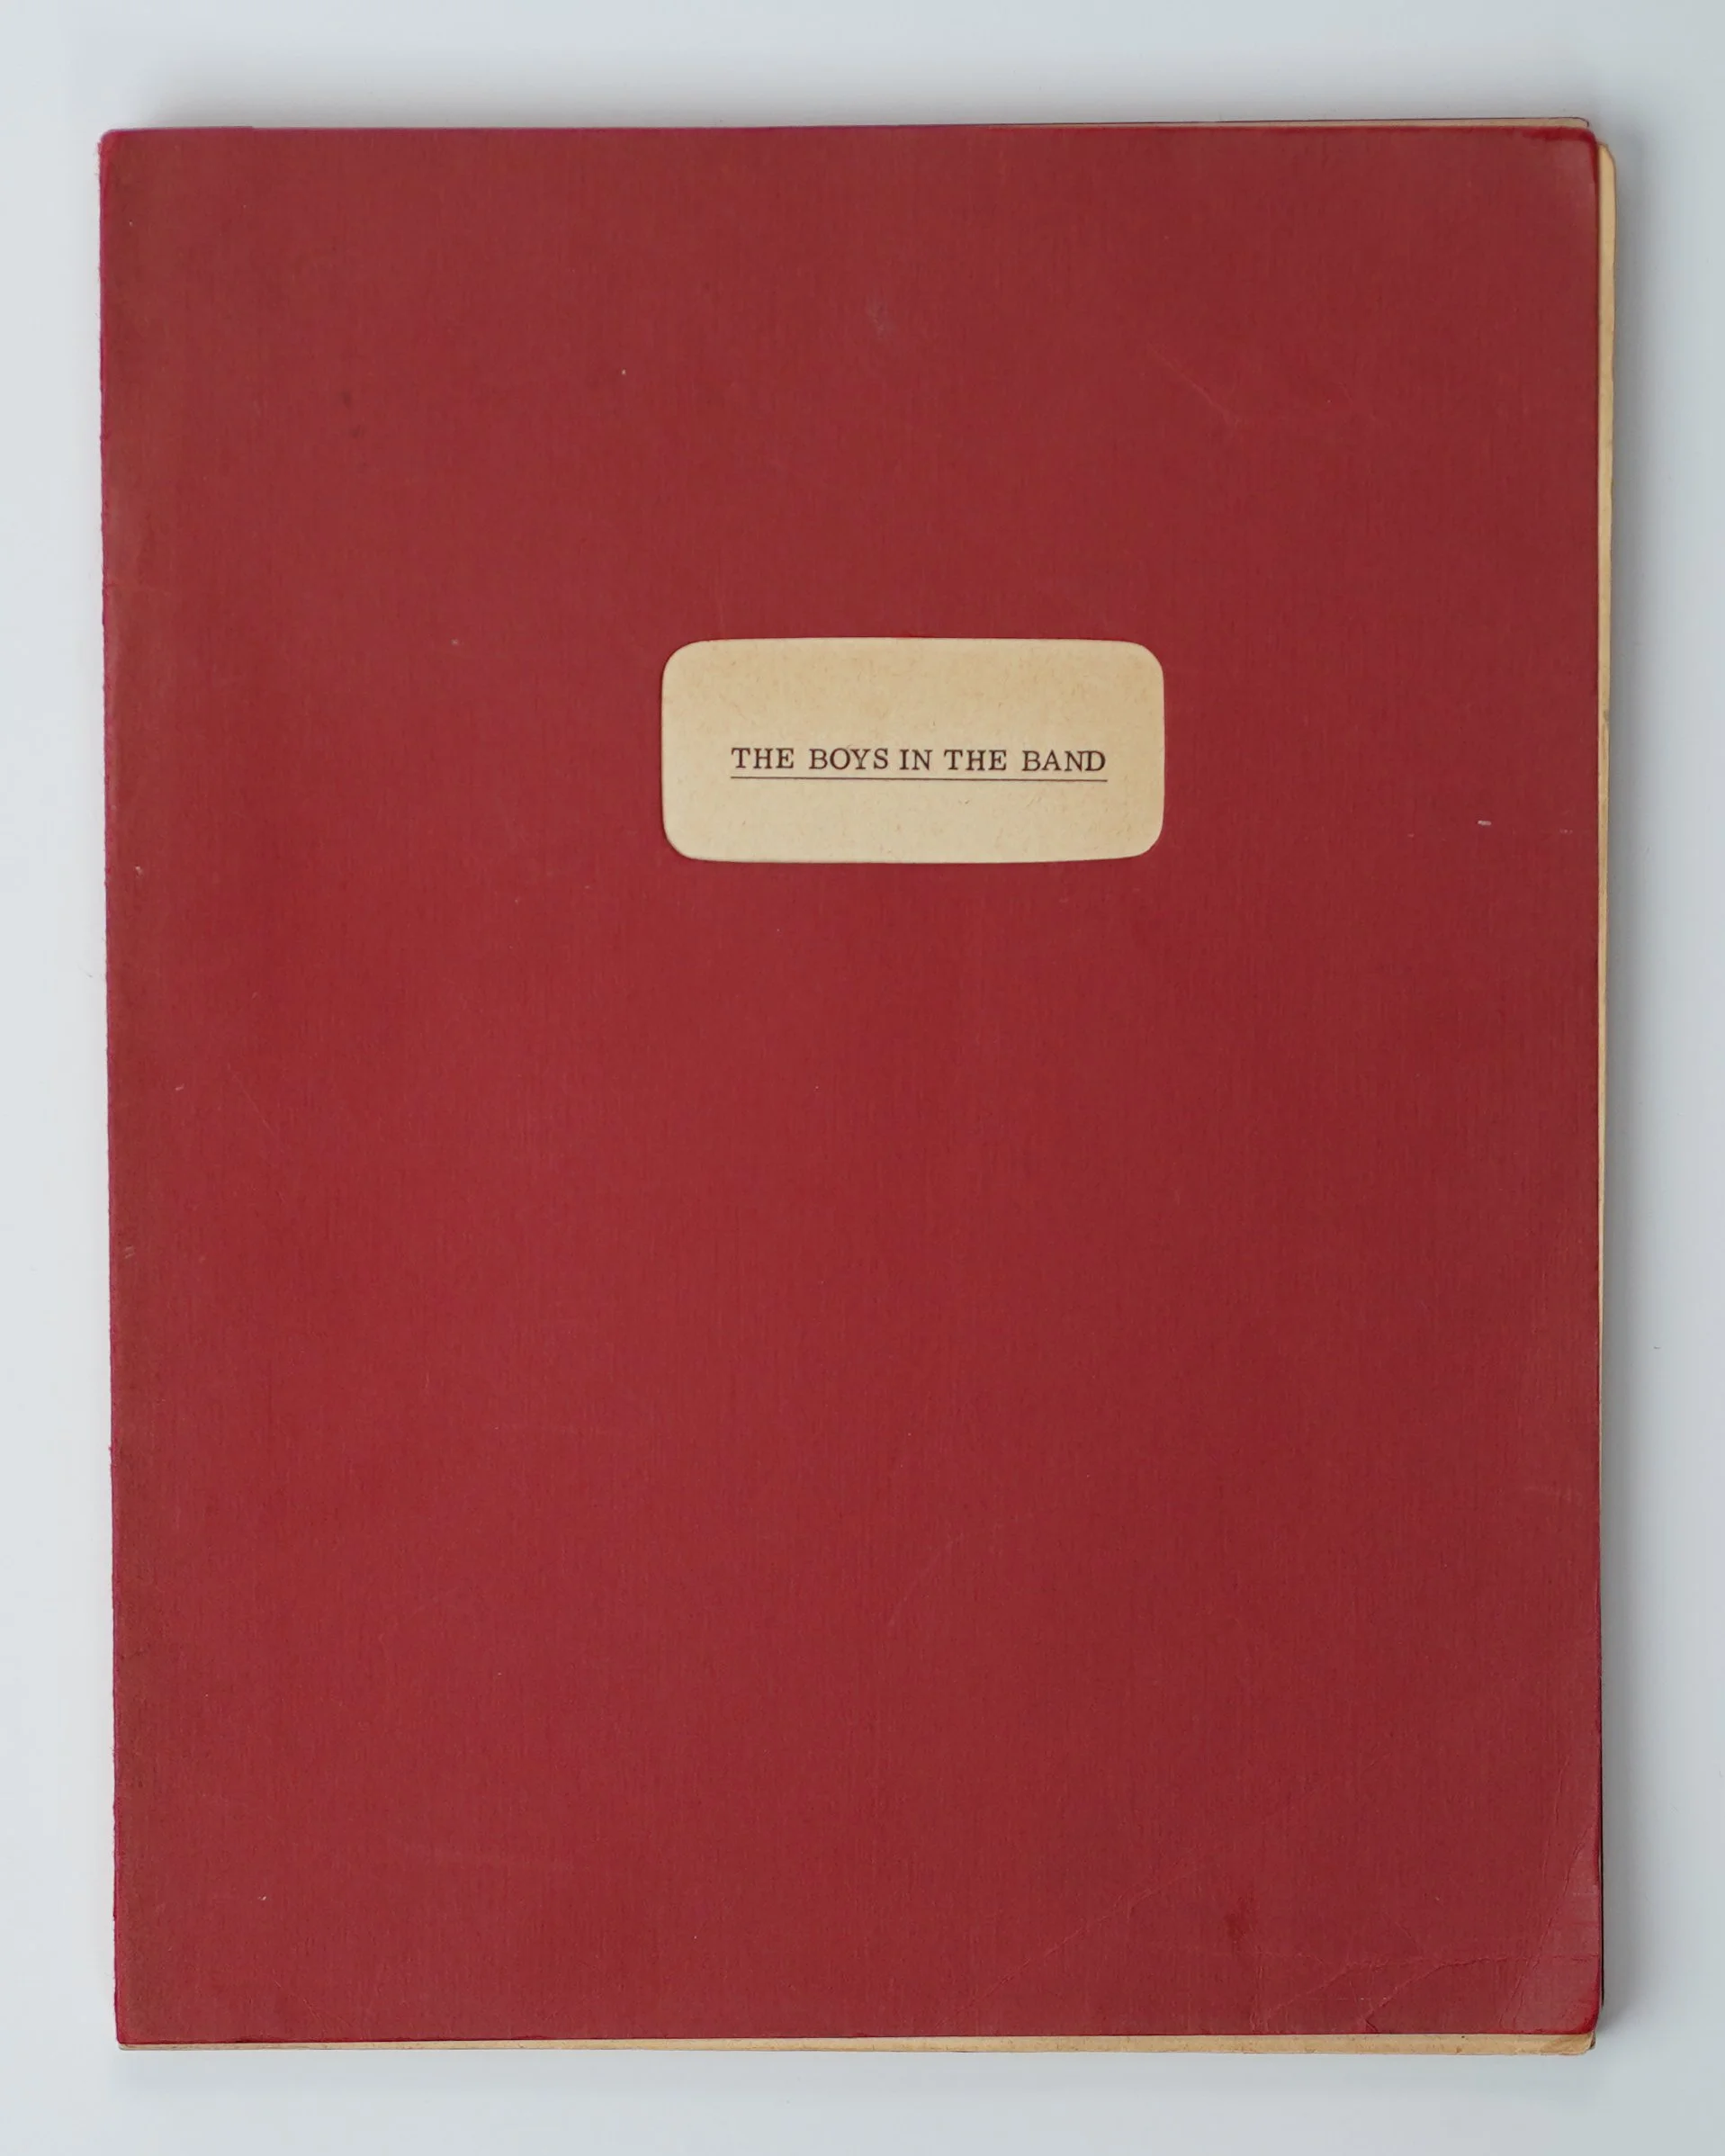 THE BOYS IN THE BAND